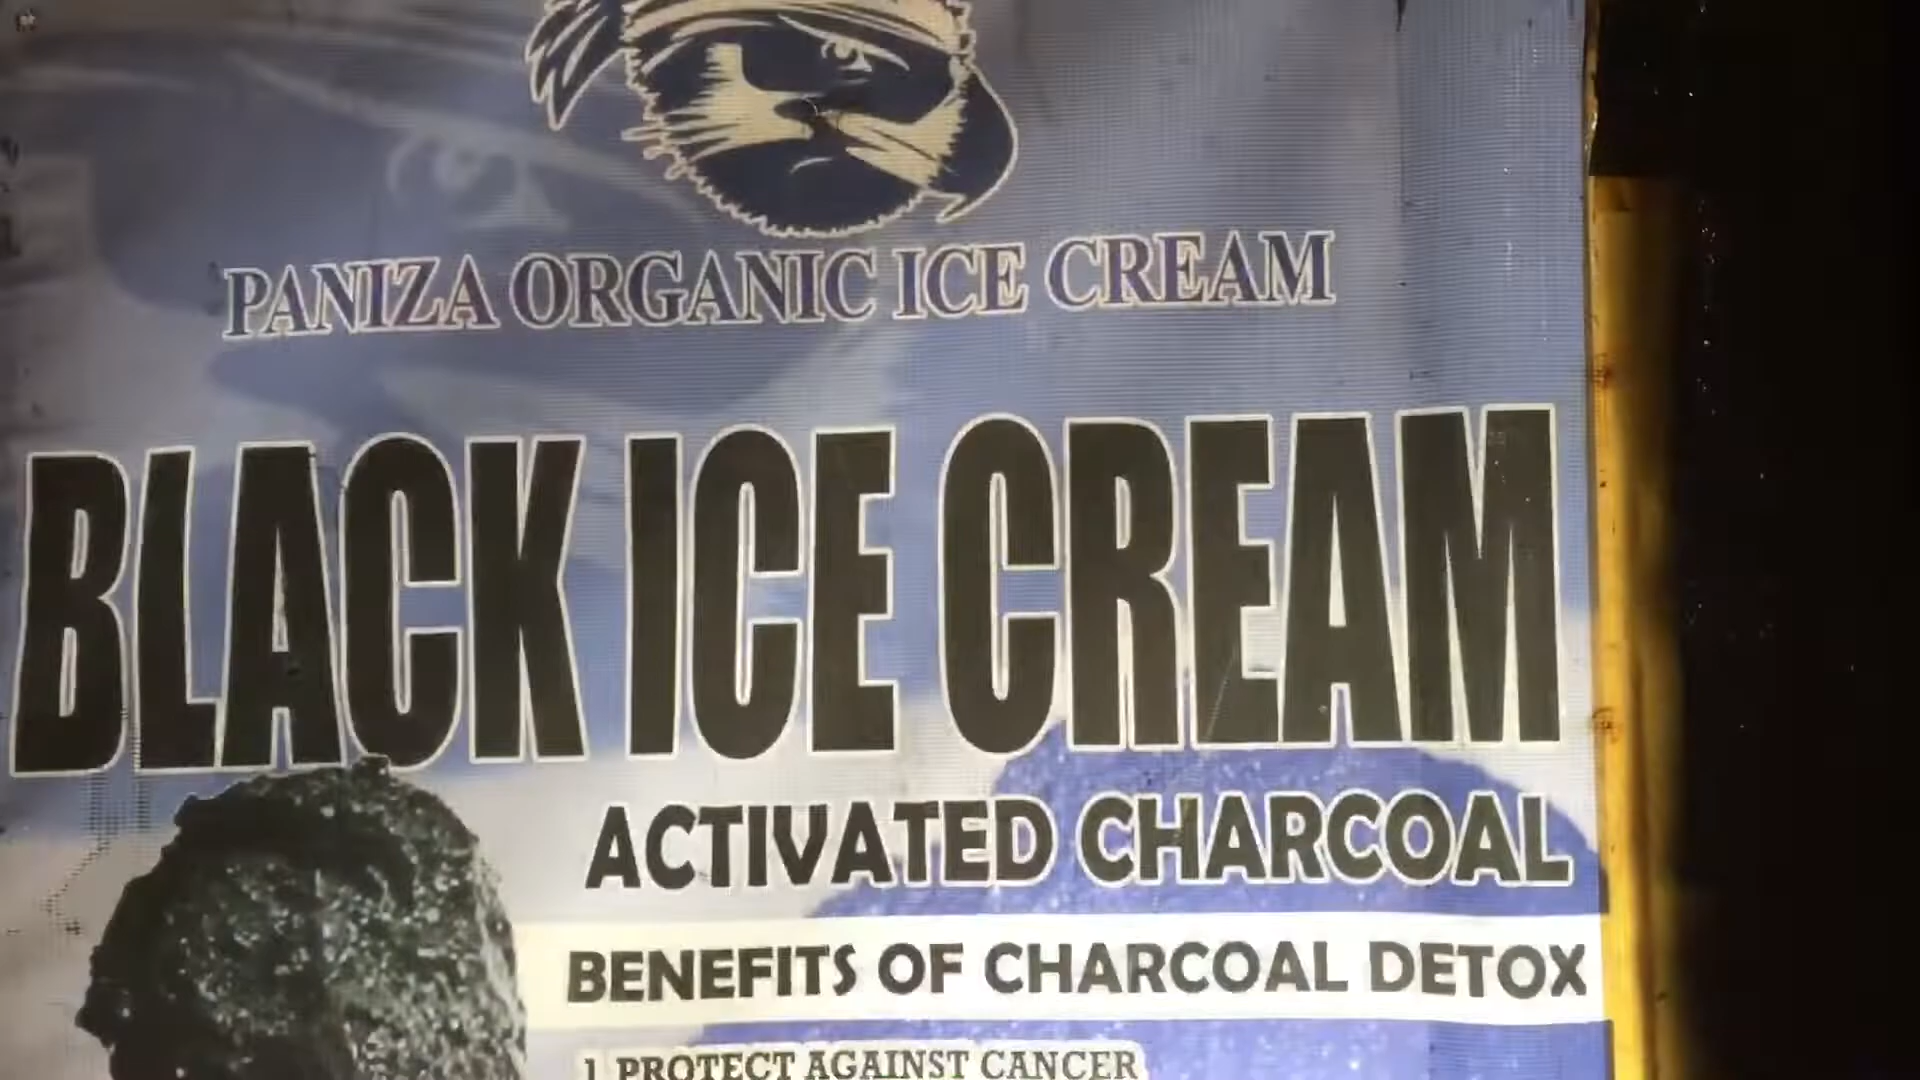 PANIZA ORGANIC ICE CREAM
BLACK ICE CREAM
ACTIVATED CHARCOAL
BENEFITS OF CHARCOAL DETOX
1 PROTECT AGAINST CANCER